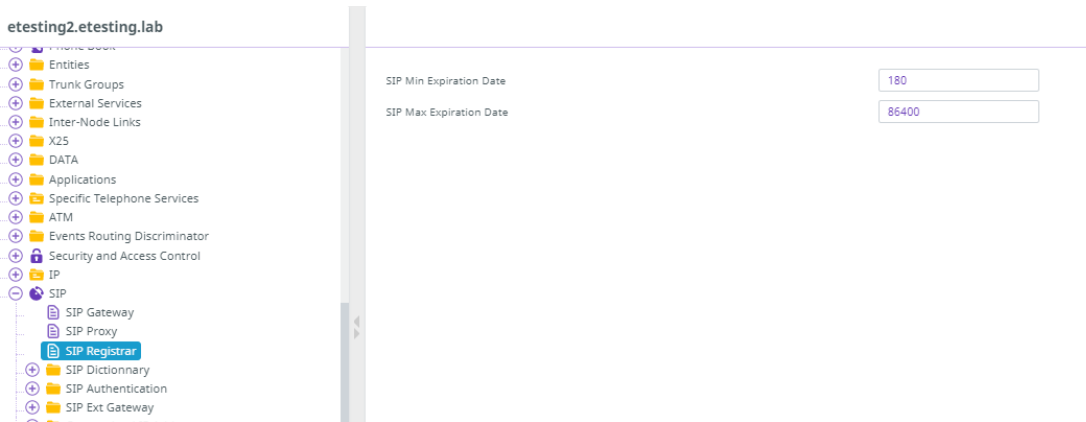 etesting2.etesting.lab
Phone Book
Entities
Trunk Groups
External Services
Inter-Node Links
X25
DATA
Applications
Specific Telephone Services
ATM
Events Routing Discriminator
Security and Access Control
IP
SIP
SIP Gateway
SIP Proxy
SIP Registrar
SIP Dictionnary
SIP Authentication
SIP Ext Gateway
SIP Min Expiration Date 180
SIP Max Expiration Date 86400